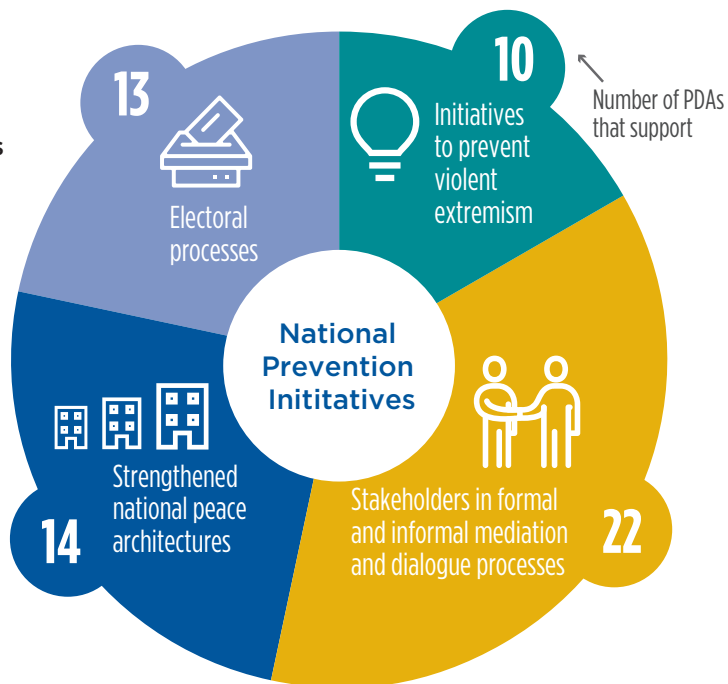 13
Electoral
processes
10
Number of PDAs
that support
Initiatives
to prevent
violent
extremism
National
Prevention
Inititatives
Strengthened
national peace
architectures
14
Stakeholders in formal
and informal mediation
and dialogue processes
22